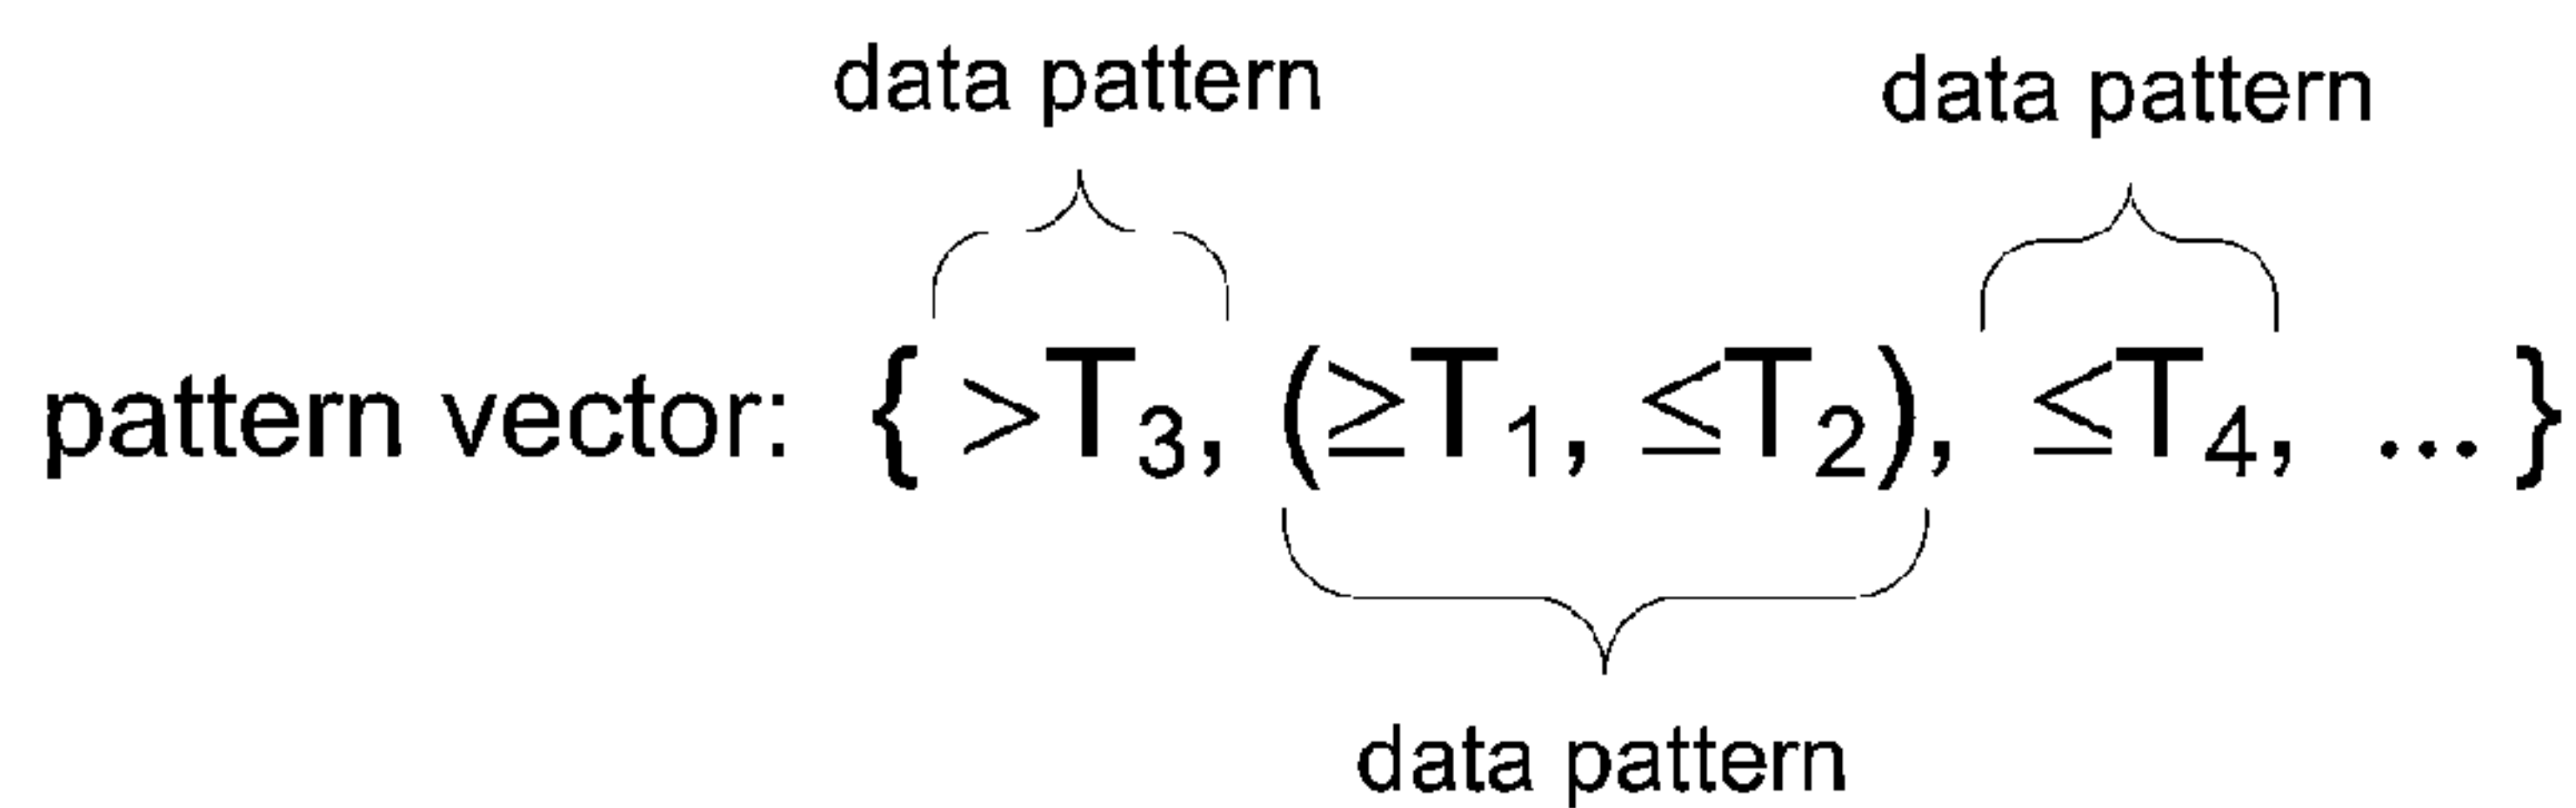 data pattern data pattern
pattern vector: { >T₃, (≥T₁, ≤T₂), ≤T₄, ... }
data pattern